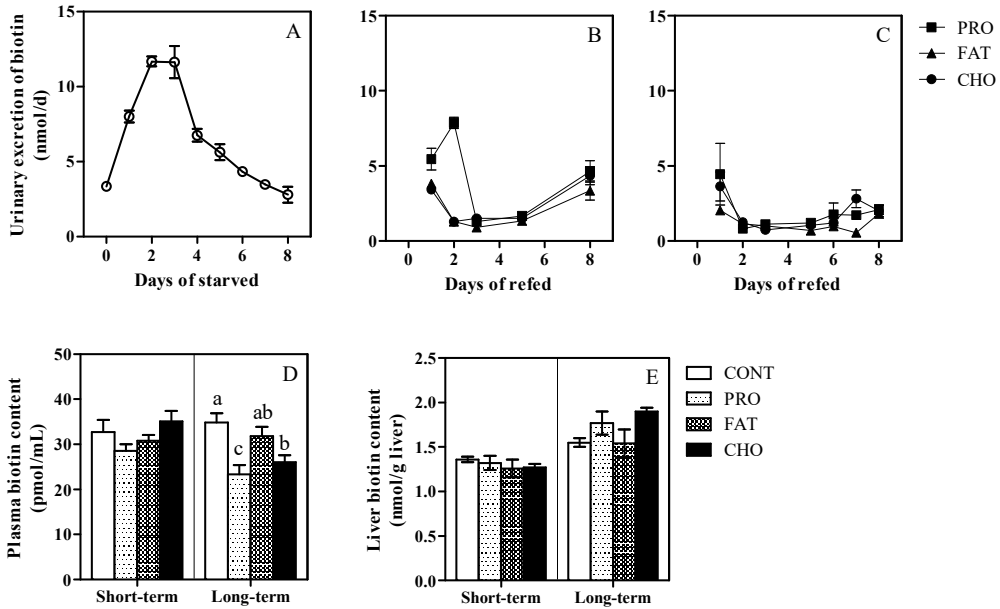 A
15
10
5
0
0 2 4 6 8
Urinary excretion of biotin
(nmol/d)
Days of starved
B
15
10
5
0
0 2 4 6 8
Days of refed
C
15
10
5
0
0 2 4 6 8
Days of refed
PRO
FAT
CHO
D
50
40
30
20
10
0
Plasma biotin content
(pmol/mL)
a
c
ab
b
Short-term Long-term
E
2.5
2.0
1.5
1.0
0.5
0.0
Liver biotin content
(nmol/g liver)
Short-term Long-term
CONT
PRO
FAT
CHO